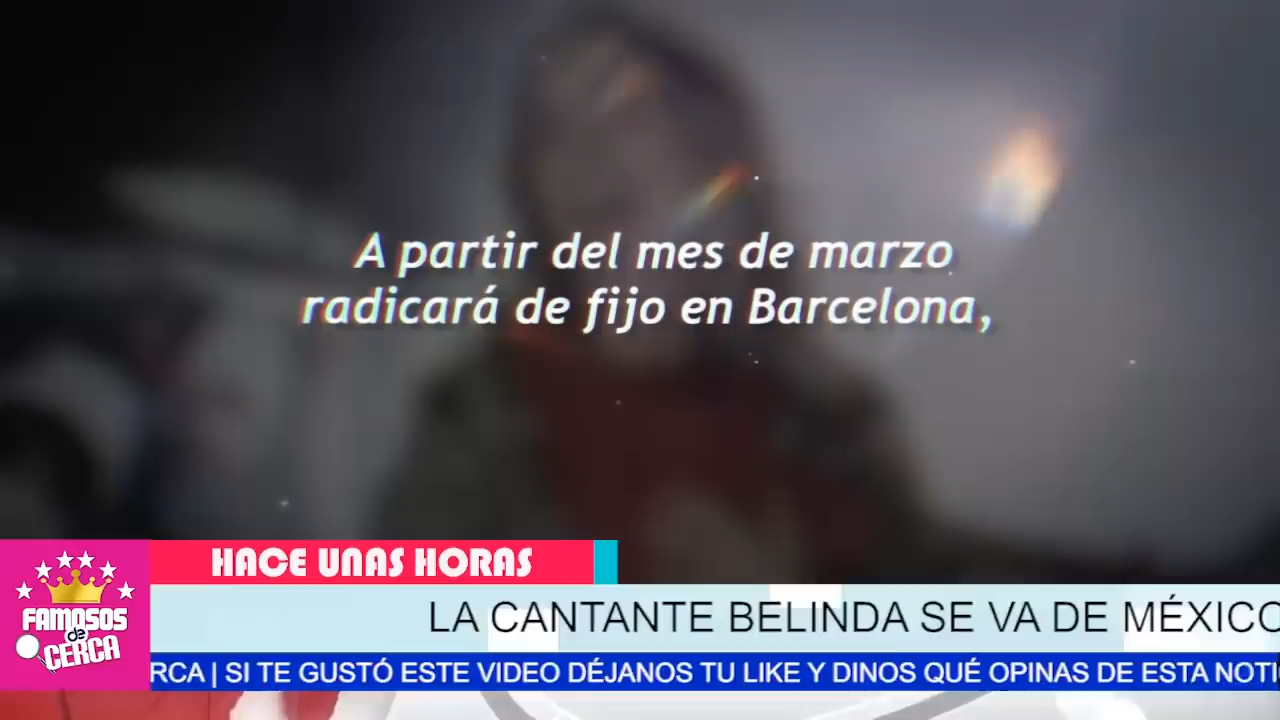 A partir del mes de marzo
radicará de fijo en Barcelona,
HACE UNAS HORAS
FAMOSOS
de
CERCA
LA CANTANTE BELINDA SE VA DE MÉXICO
RCA | SI TE GUSTÓ ESTE VIDEO DÉJANOS TU LIKE Y DINOS QUÉ OPINAS DE ESTA NOTI